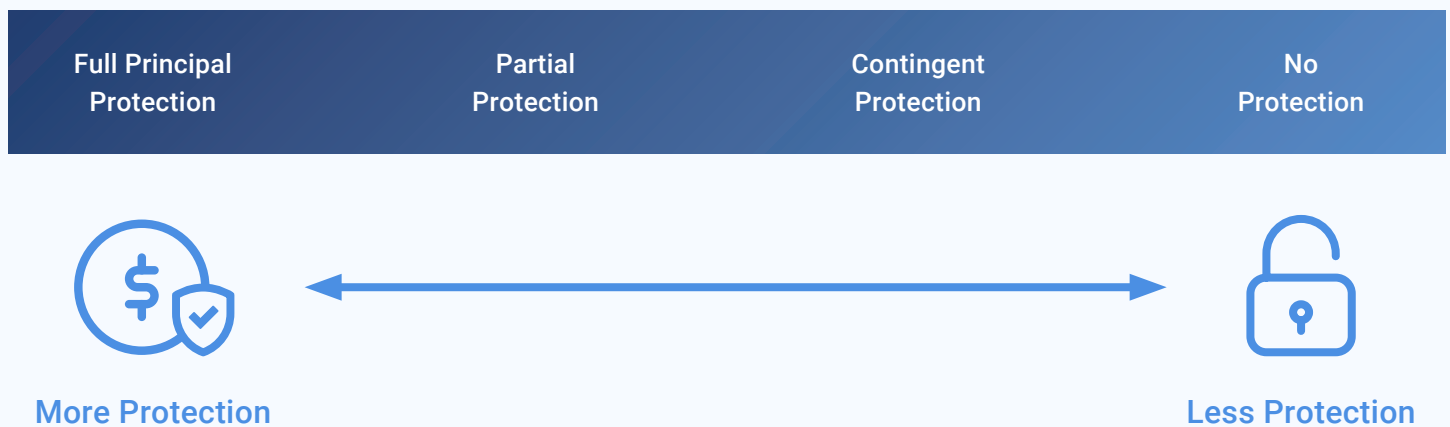 Full Principal
Protection
Partial
Protection
Contingent
Protection
No
Protection
$
More Protection
Less Protection